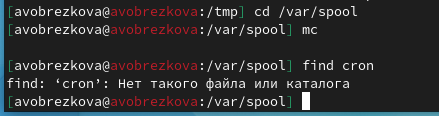 [avobrezkova@avobrezkova:/tmp] cd /var/spool
[avobrezkova@avobrezkova:/var/spool] mc
[avobrezkova@avobrezkova:/var/spool] find cron
find: ‘cron’: Нет такого файла или каталога
[avobrezkova@avobrezkova:/var/spool]